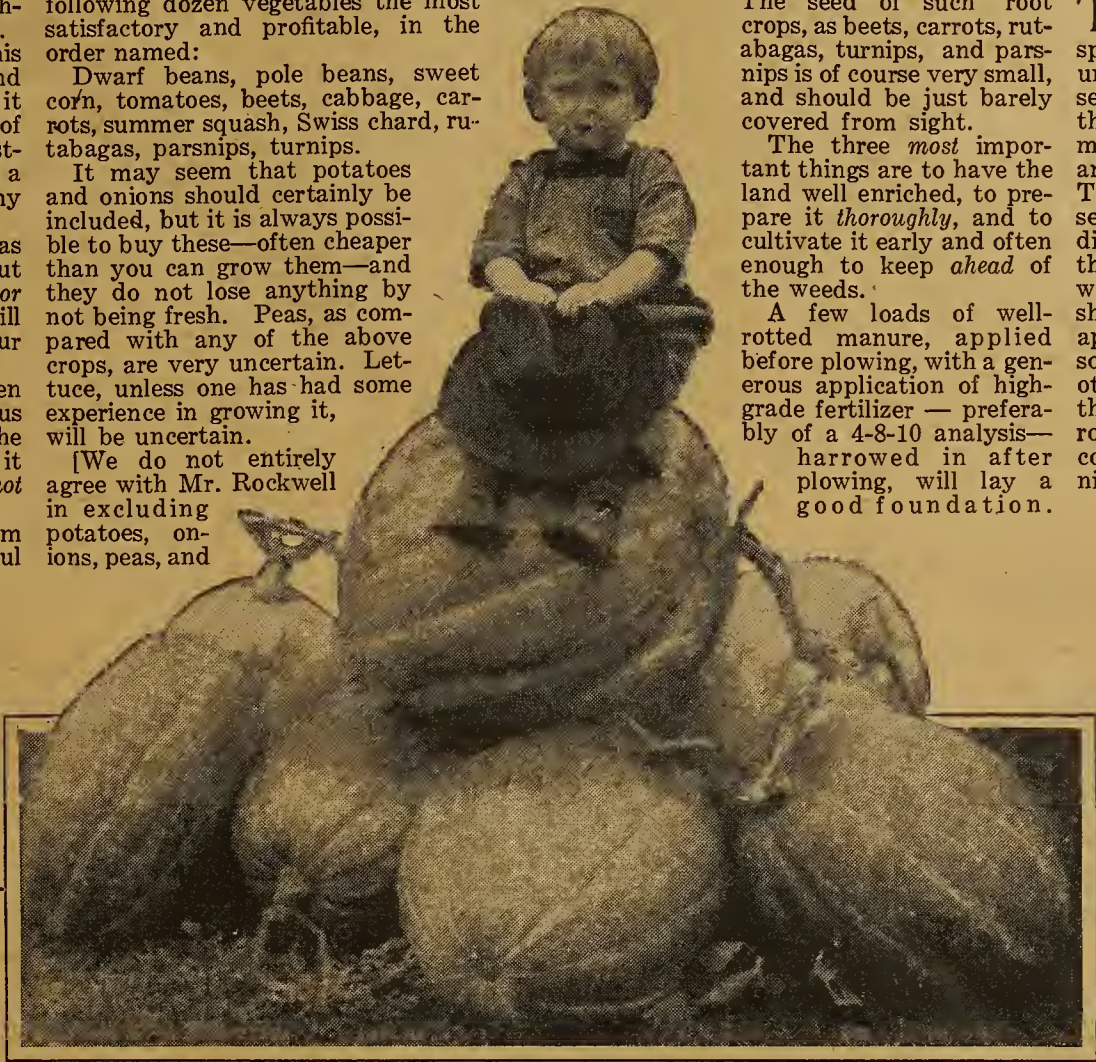 following dozen vegetables the most
satisfactory and profitable, in the
order named:
Dwarf beans, pole beans, sweet
corn, tomatoes, beets, cabbage, car-
rots, summer squash, Swiss chard, ru-
tabagas, parsnips, turnips.
It may seem that potatoes
and onions should certainly be
included, but it is always possi-
ble to buy these—often cheaper
than you can grow them—and
they do not lose anything by
not being fresh. Peas, as com-
pared with any of the above
crops, are very uncertain. Let-
tuce, unless one has had some
experience in growing it,
will be uncertain.
[We do not entirely
agree with Mr. Rockwell
in excluding
potatoes, on-
ions, peas, and
The seed of such root
crops, as beets, carrots, rut-
abagas, turnips, and pars-
nips is of course very small,
and should be just barely
covered from sight.
The three most impor-
tant things are to have the
land well enriched, to pre-
pare it thoroughly, and to
cultivate it early and often
enough to keep ahead of
the weeds.
A few loads of well-
rotted manure, applied
before plowing, with a gen-
erous application of high-
grade fertilizer — prefera-
bly of a 4-8-10 analysis—
harrowed in after
plowing, will lay a
good foundation.